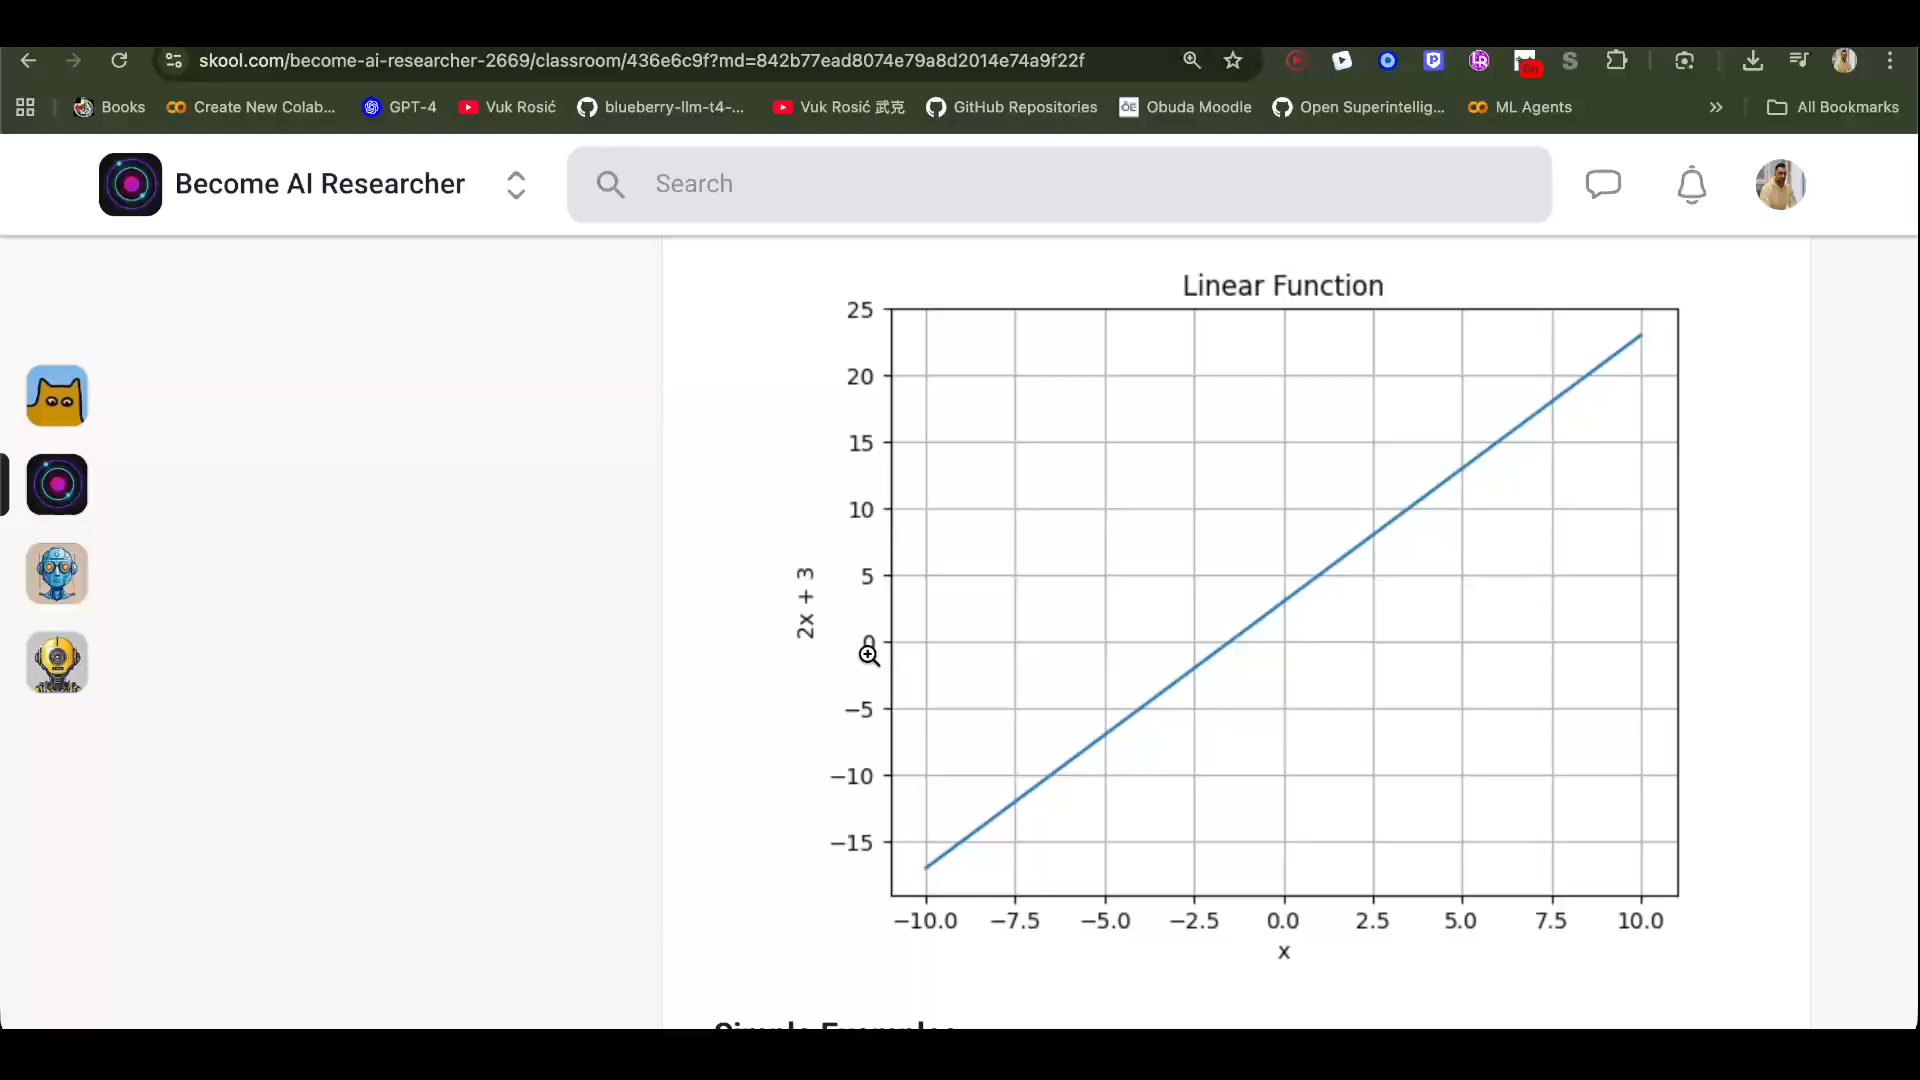 skool.com/become-ai-researcher-2669/classroom/436e6c9f?md=842b77ead8074e79a8d2014e74a9f22f
On
Books Create New Colab... GPT-4 Vuk Rosić blueberry-llm-t4-... Vuk Rosić 武克 GitHub Repositories Obuda Moodle Open Superintellig... ML Agents » All Bookmarks
Become AI Researcher
Search
Linear Function
25
20
15
10
5
0
−5
−10
−15
2x + 3
−10.0 −7.5 −5.0 −2.5 0.0 2.5 5.0 7.5 10.0
x
Simple Examples